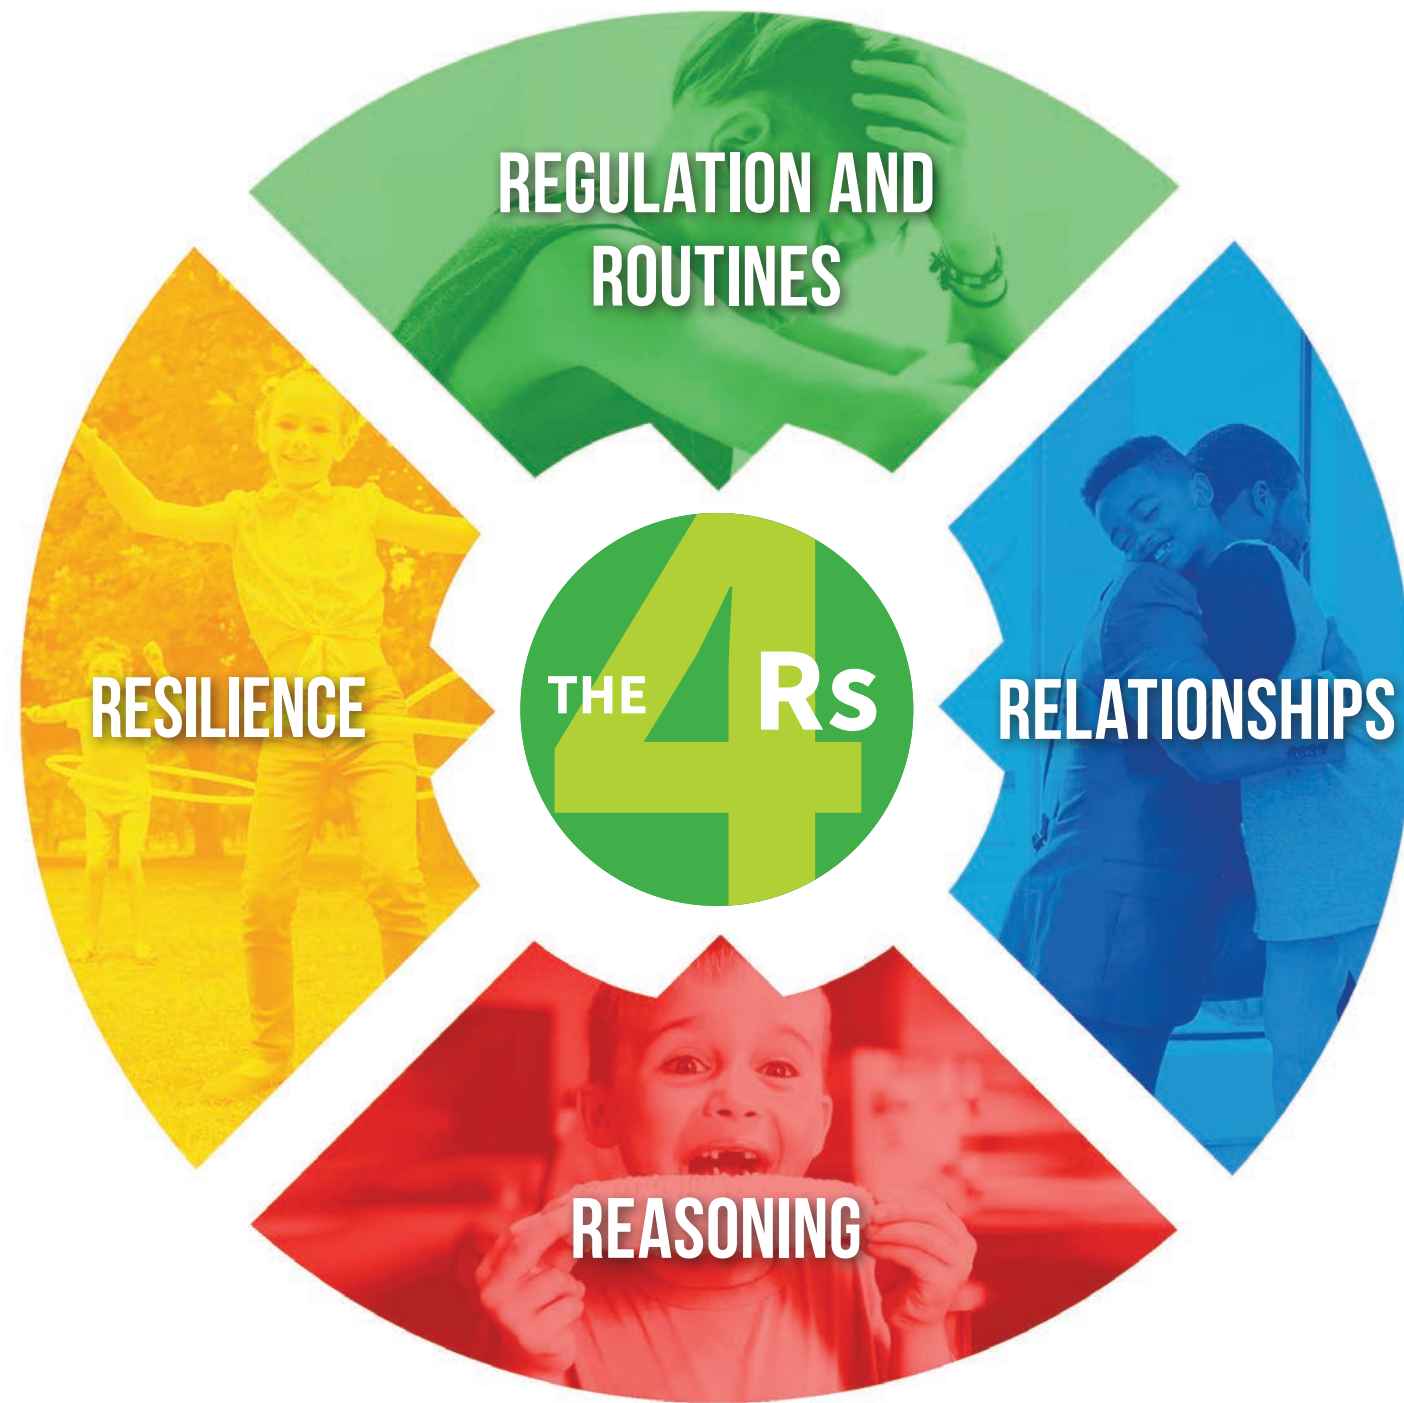 REGULATION AND
ROUTINES
RESILIENCE
THE 4 Rs
RELATIONSHIPS
REASONING